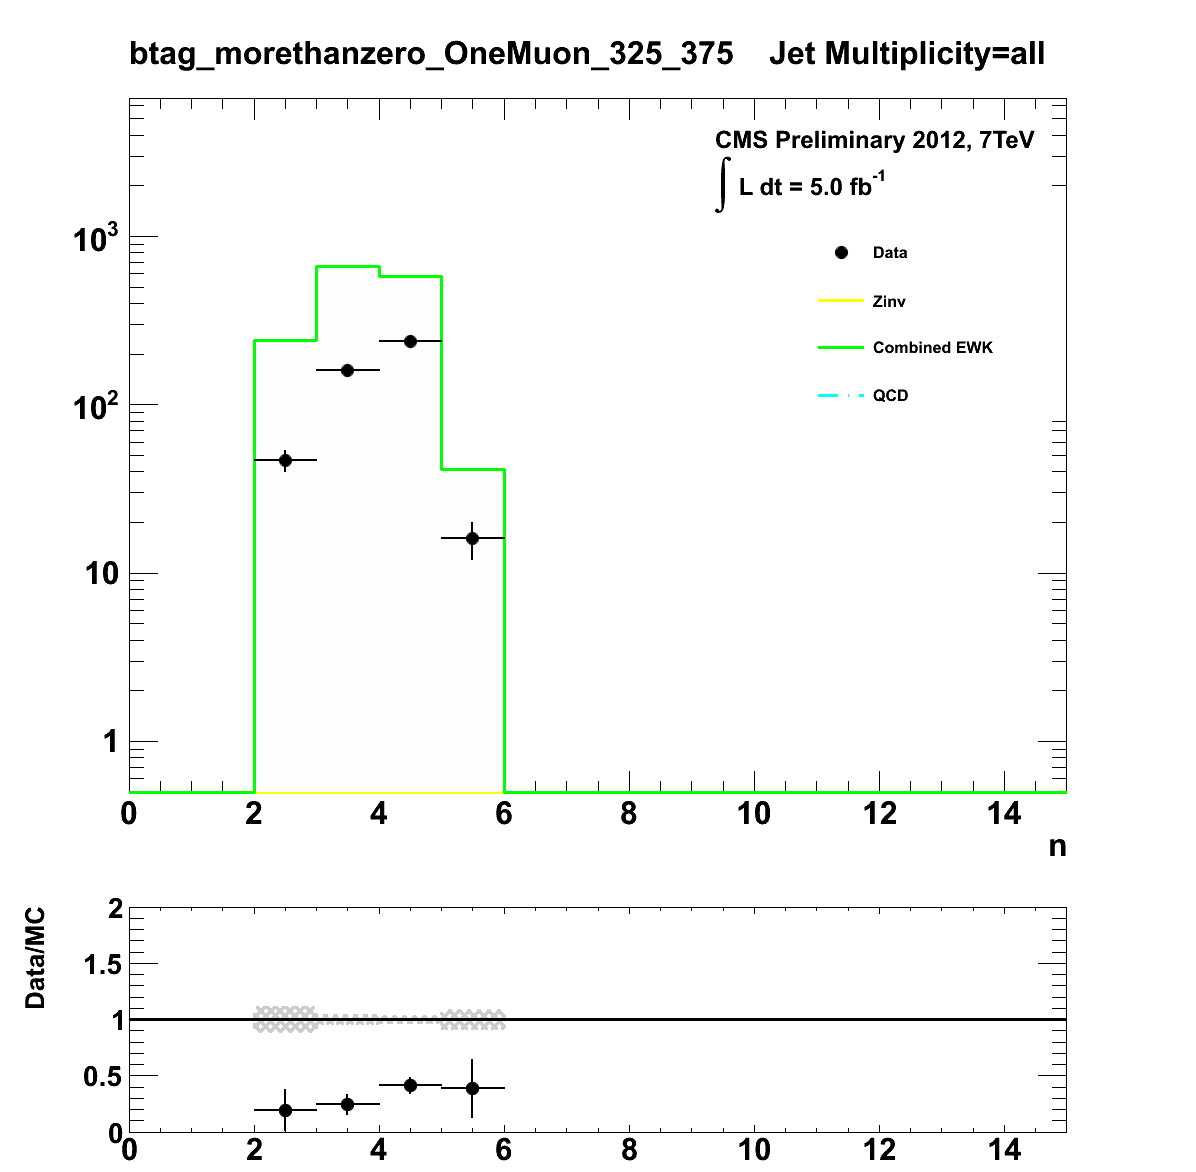 btag_morethanzero_OneMuon_325_375 Jet Multiplicity=all
CMS Preliminary 2012, 7TeV
∫ L dt = 5.0 fb⁻¹
Data
Zinv
Combined EWK
QCD
10³
10²
10
1
0 2 4 6 8 10 12 14
n
Data/MC
2
1.5
1
0.5
0
0 2 4 6 8 10 12 14